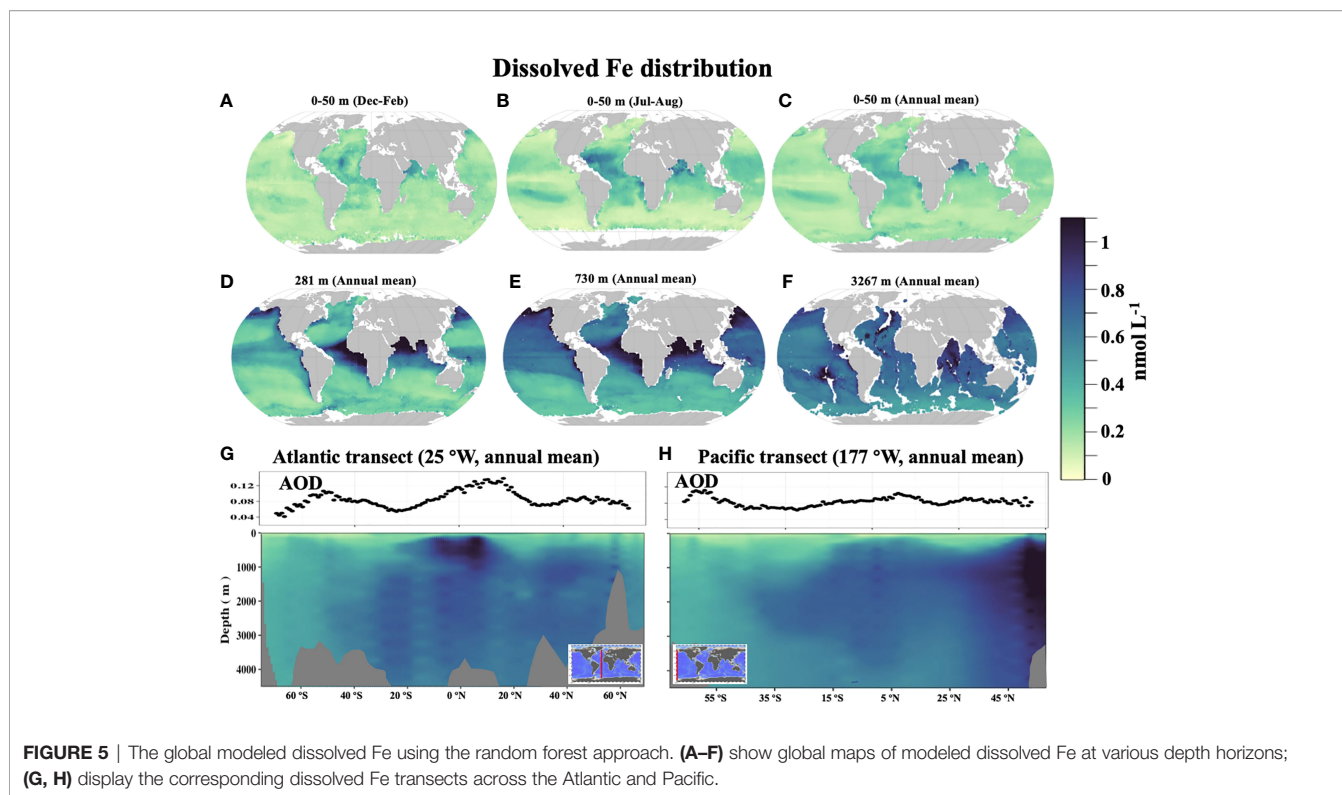 Dissolved Fe distribution
A
0-50 m (Dec-Feb)
B
0-50 m (Jul-Aug)
C
0-50 m (Annual mean)
D
281 m (Annual mean)
E
730 m (Annual mean)
F
3267 m (Annual mean)
1
0.8
0.6
0.4
0.2
0
nmol L⁻¹
G
Atlantic transect (25 °W, annual mean)
AOD
0.12
0.08
0.04
0
1000
2000
3000
4000
Depth ( m )
60 °S 40 °S 20 °S 0 °N 20 °N 40 °N 60 °N
H
Pacific transect (177 °W, annual mean)
AOD
55 °S 35 °S 15 °S 5 °N 25 °N 45 °N
FIGURE 5 | The global modeled dissolved Fe using the random forest approach. (A–F) show global maps of modeled dissolved Fe at various depth horizons;
(G, H) display the corresponding dissolved Fe transects across the Atlantic and Pacific.